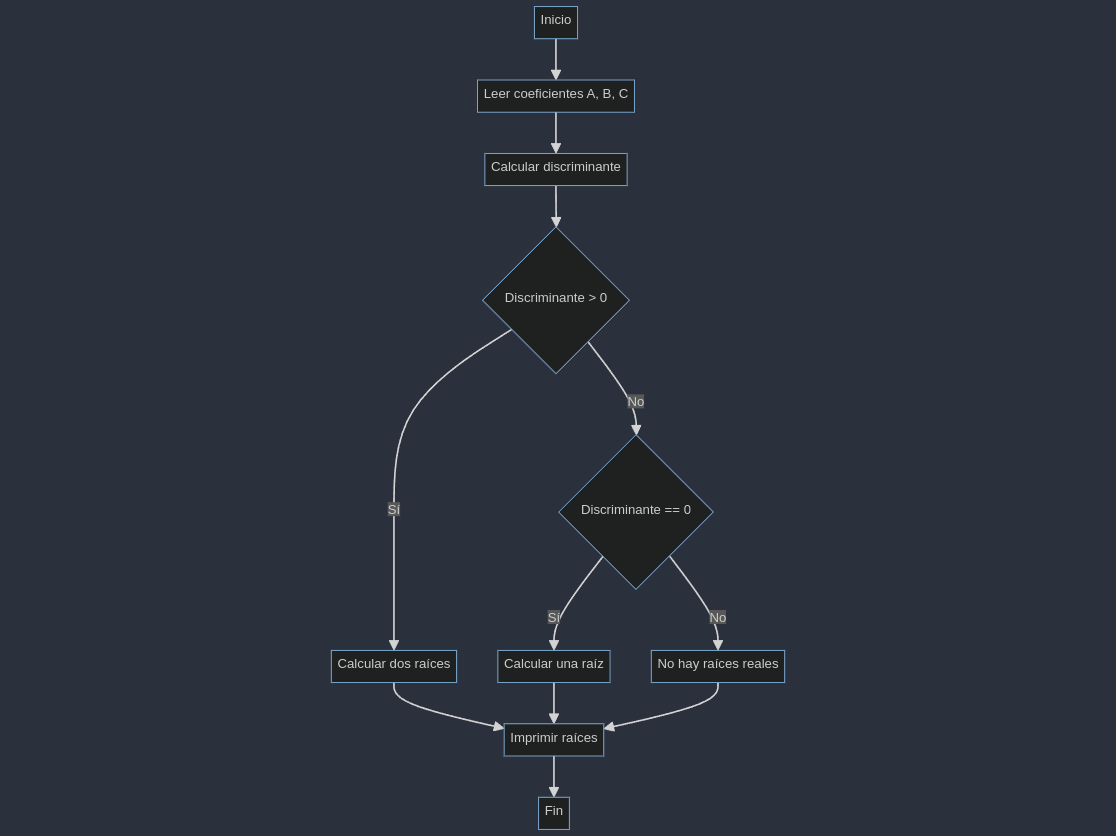 Inicio
Leer coeficientes A, B, C
Calcular discriminante
Discriminante > 0
No
Sí
Discriminante == 0
Sí
No
Calcular dos raíces
Calcular una raíz
No hay raíces reales
Imprimir raíces
Fin